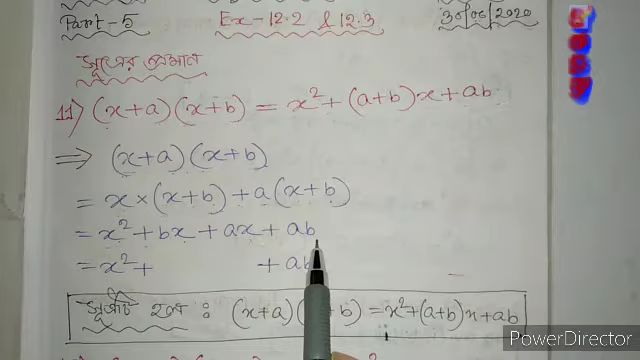 Part-5 Ex-12.2 & 12.3 30/06/2020
সূত্রের প্রমাণ
11) (x+a)(x+b) = x²+(a+b)x+ab
⇒ (x+a)(x+b)
= x×(x+b)+a(x+b)
= x²+bx+ax+ab
= x²+ +ab
সূত্রটি হল : (x+a)( +b)=x²+(a+b)x+ab
PowerDirector